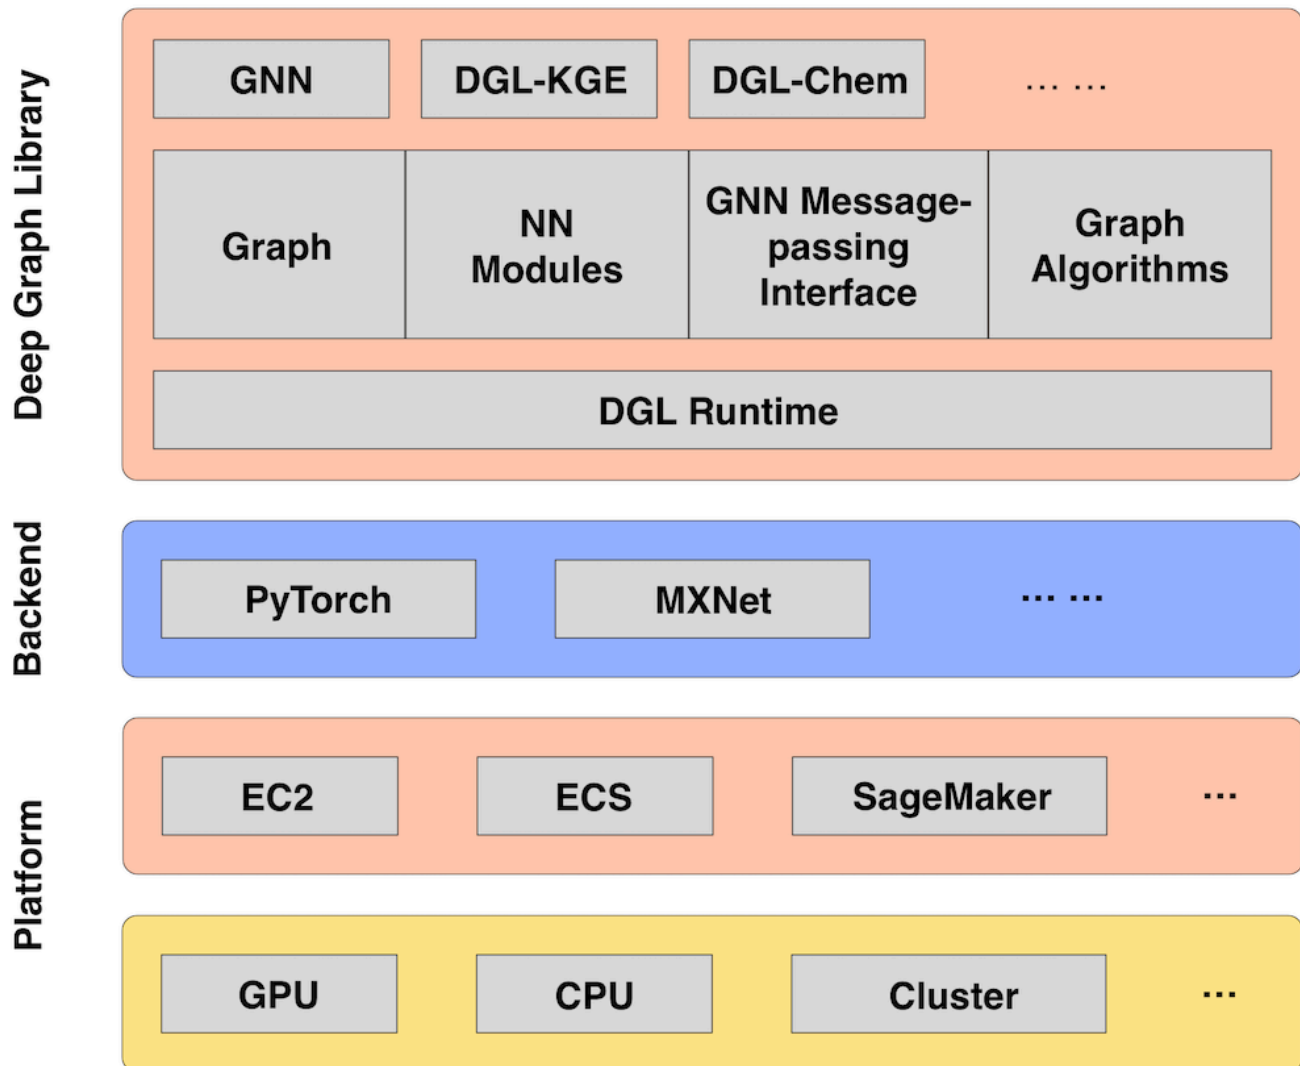 Deep Graph Library
GNN
DGL-KGE
DGL-Chem
... ...
Graph
NN
Modules
GNN Message-
passing
Interface
Graph
Algorithms
DGL Runtime
Backend
PyTorch
MXNet
... ...
Platform
EC2
ECS
SageMaker
...
GPU
CPU
Cluster
...